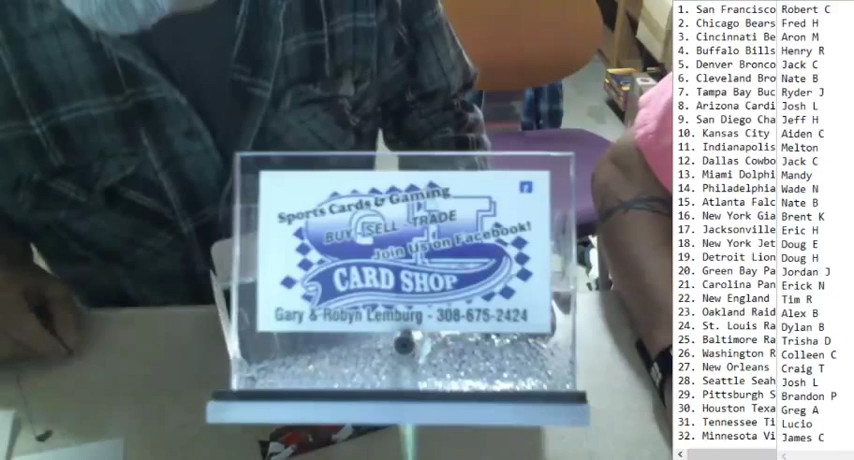 Sports Cards & Gaming
BUY SELL TRADE
Join Us on Facebook!
CARD SHOP
Gary & Robyn Lemburg - 308-675-2424
1. San Francisco Robert C
2. Chicago Bears Fred H
3. Cincinnati Be Aron M
4. Buffalo Bills Henry R
5. Denver Bronco Jack C
6. Cleveland Bro Nate B
7. Tampa Bay Buc Ryder J
8. Arizona Cardi Josh L
9. San Diego Cha Jeff H
10. Kansas City Aiden C
11. Indianapolis Melton
12. Dallas Cowbo Jack C
13. Miami Dolphi Mandy
14. Philadelphia Wade N
15. Atlanta Falc Nate B
16. New York Gia Brent K
17. Jacksonville Eric H
18. New York Jet Doug E
19. Detroit Lion Doug H
20. Green Bay Pa Jordan J
21. Carolina Pan Erick N
22. New England Tim R
23. Oakland Raid Alex B
24. St. Louis Ra Dylan B
25. Baltimore Ra Trisha D
26. Washington R Colleen C
27. New Orleans Craig T
28. Seattle Seah Josh L
29. Pittsburgh S Brandon P
30. Houston Texa Greg A
31. Tennessee Ti Lucio
32. Minnesota Vi James C